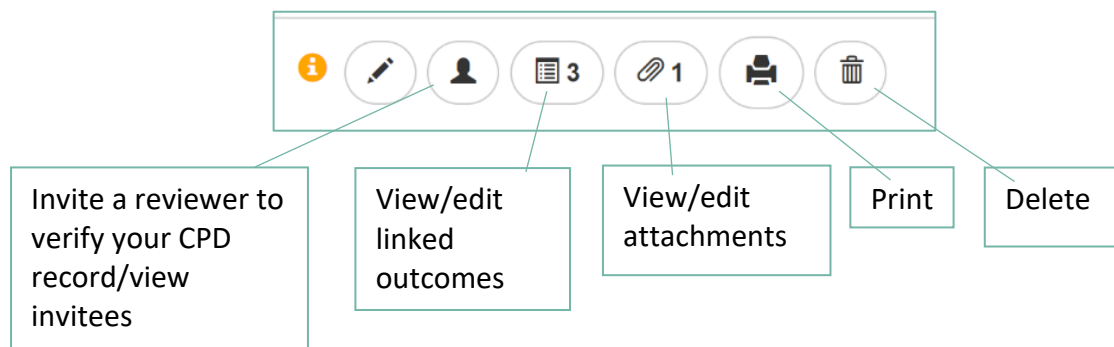 3 1
Invite a reviewer to
verify your CPD
record/view
invitees
View/edit
linked
outcomes
View/edit
attachments
Print
Delete